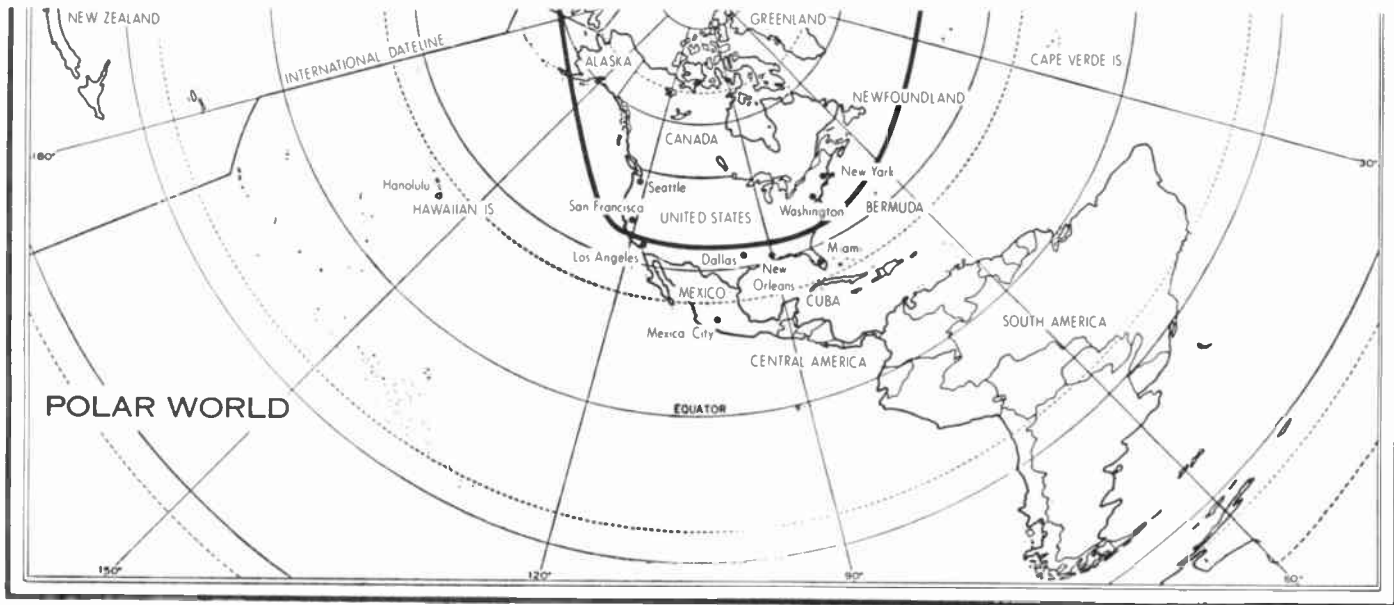 NEW ZEALAND
GREENLAND
INTERNATIONAL DATELINE
ALASKA
CAPE VERDE IS
NEWFOUNDLAND
CANADA
180°
30°
New York
Honolulu
Seattle
HAWAIIAN IS
San Francisca
UNITED STATES
Washington
BERMUDA
Los Angeles
Dallas
Miami
New
Orleans
MEXICO
CUBA
Mexica City
SOUTH AMERICA
CENTRAL AMERICA
POLAR WORLD
EQUATOR
150°
120°
90°
60°